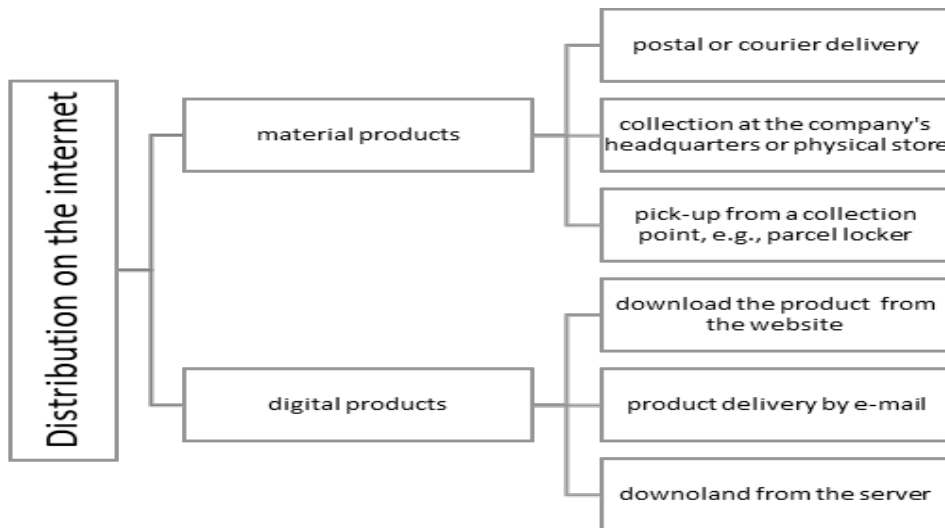 Distribution on the internet
material products
postal or courier delivery
collection at the company's
headquarters or physical store
pick-up from a collection
point, e.g., parcel locker
digital products
download the product from
the website
product delivery by e-mail
downoland from the server